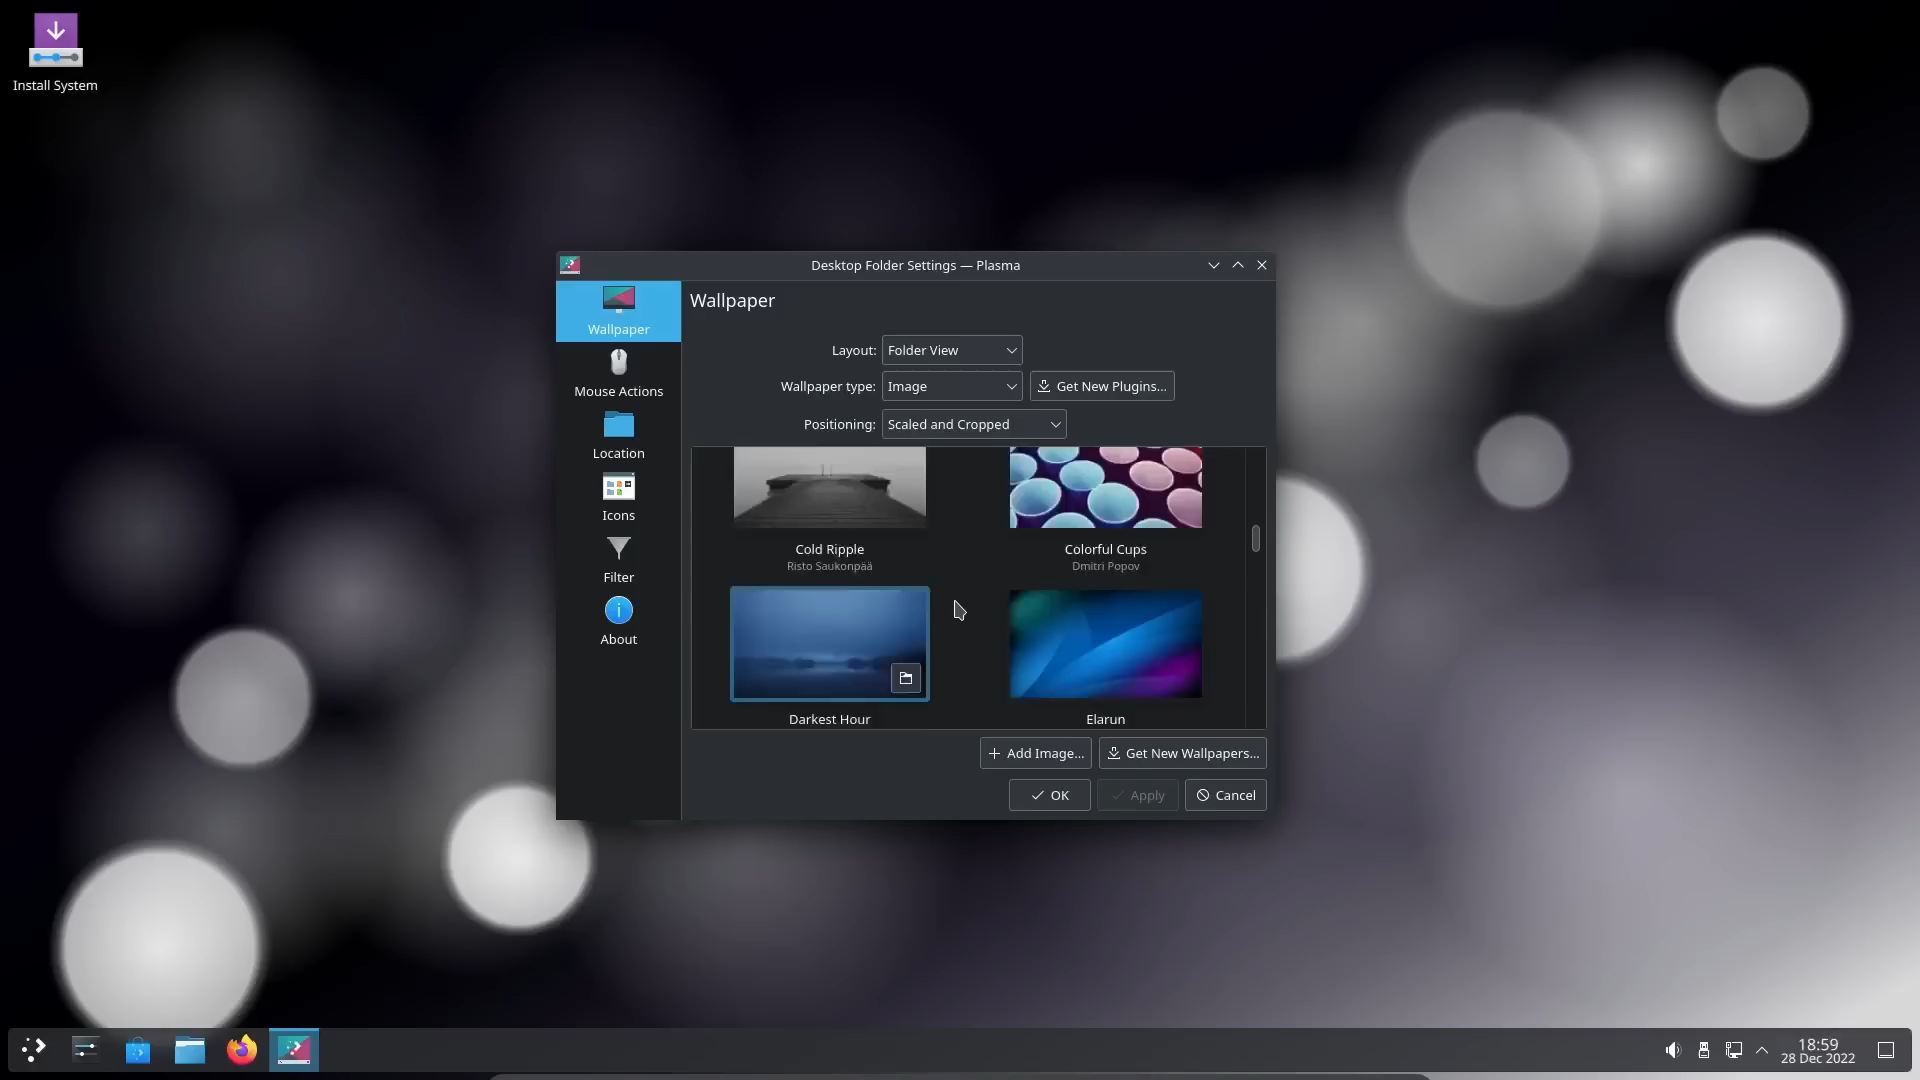 Install System
Desktop Folder Settings — Plasma
Wallpaper
Mouse Actions
Location
Icons
Filter
About
Wallpaper
Layout: Folder View
Wallpaper type: Image Get New Plugins...
Positioning: Scaled and Cropped
Cold Ripple
Risto Saukonpää
Colorful Cups
Dmitri Popov
Darkest Hour
Elarun
Add Image...
Get New Wallpapers...
OK
Apply
Cancel
18:59
28 Dec 2022